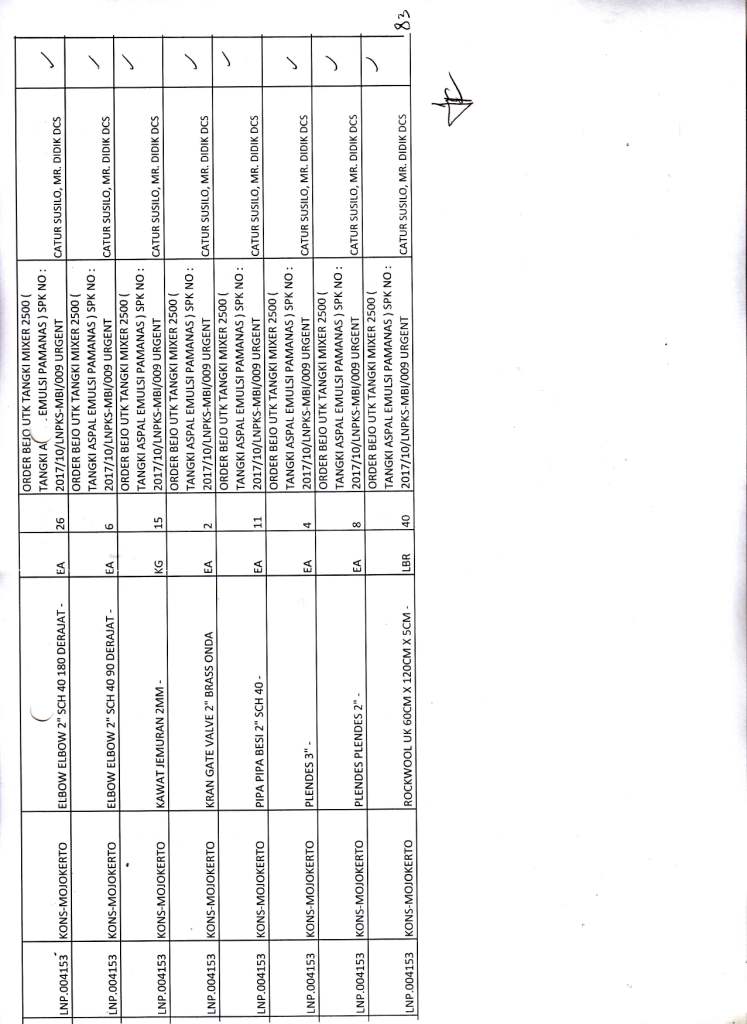 ORDER BEJO UTK TANGKI MIXER 2500 (
TANGKI EMULSI PAMANAS ) SPK NO :
LNP.004153 KONS-MOJOKERTO ELBOW ELBOW 2" SCH 40 180 DERAJAT - EA 26 2017/10/LNPKS-MBI/009 URGENT CATUR SUSILO, MR. DIDIK DCS ✓
ORDER BEJO UTK TANGKI MIXER 2500 (
TANGKI ASPAL EMULSI PAMANAS ) SPK NO :
LNP.004153 KONS-MOJOKERTO ELBOW ELBOW 2" SCH 40 90 DERAJAT - EA 6 2017/10/LNPKS-MBI/009 URGENT CATUR SUSILO, MR. DIDIK DCS ✓
ORDER BEJO UTK TANGKI MIXER 2500 (
TANGKI ASPAL EMULSI PAMANAS ) SPK NO :
LNP.004153 KONS-MOJOKERTO KAWAT JEMURAN 2MM - KG 15 2017/10/LNPKS-MBI/009 URGENT CATUR SUSILO, MR. DIDIK DCS ✓
ORDER BEJO UTK TANGKI MIXER 2500 (
TANGKI ASPAL EMULSI PAMANAS ) SPK NO :
LNP.004153 KONS-MOJOKERTO KRAN GATE VALVE 2" BRASS ONDA EA 2 2017/10/LNPKS-MBI/009 URGENT CATUR SUSILO, MR. DIDIK DCS ✓
ORDER BEJO UTK TANGKI MIXER 2500 (
TANGKI ASPAL EMULSI PAMANAS ) SPK NO :
LNP.004153 KONS-MOJOKERTO PIPA PIPA BESI 2" SCH 40 - EA 11 2017/10/LNPKS-MBI/009 URGENT CATUR SUSILO, MR. DIDIK DCS ✓
ORDER BEJO UTK TANGKI MIXER 2500 (
TANGKI ASPAL EMULSI PAMANAS ) SPK NO :
LNP.004153 KONS-MOJOKERTO PLENDES 3" - EA 4 2017/10/LNPKS-MBI/009 URGENT CATUR SUSILO, MR. DIDIK DCS ✓
ORDER BEJO UTK TANGKI MIXER 2500 (
TANGKI ASPAL EMULSI PAMANAS ) SPK NO :
LNP.004153 KONS-MOJOKERTO PLENDES PLENDES 2" - EA 8 2017/10/LNPKS-MBI/009 URGENT CATUR SUSILO, MR. DIDIK DCS ✓
ORDER BEJO UTK TANGKI MIXER 2500 (
TANGKI ASPAL EMULSI PAMANAS ) SPK NO :
LNP.004153 KONS-MOJOKERTO ROCKWOOL UK 60CM X 120CM X 5CM - LBR 40 2017/10/LNPKS-MBI/009 URGENT CATUR SUSILO, MR. DIDIK DCS ✓
83